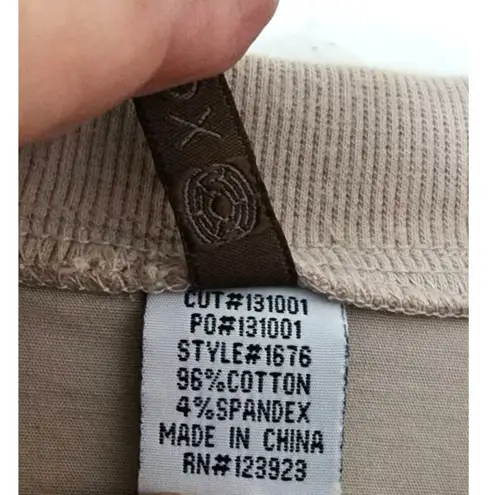 CUT#131001
PO#131001
STYLE#1676
96%COTTON
4%SPANDEX
MADE IN CHINA
RN#123923